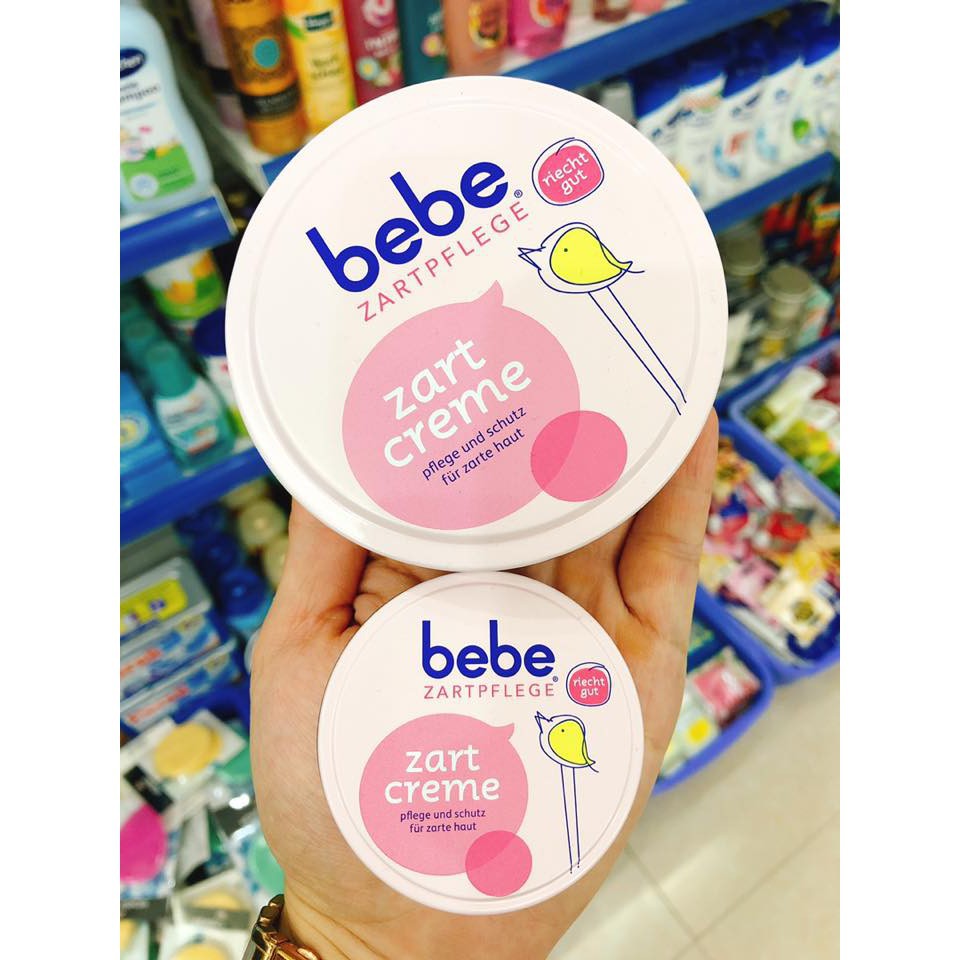 bebe®
ZARTPFLEGE
riecht
gut
zart
creme
pflege und schutz
für zarte haut
bebe®
ZARTPFLEGE
riecht
gut
zart
creme
pflege und schutz
für zarte haut